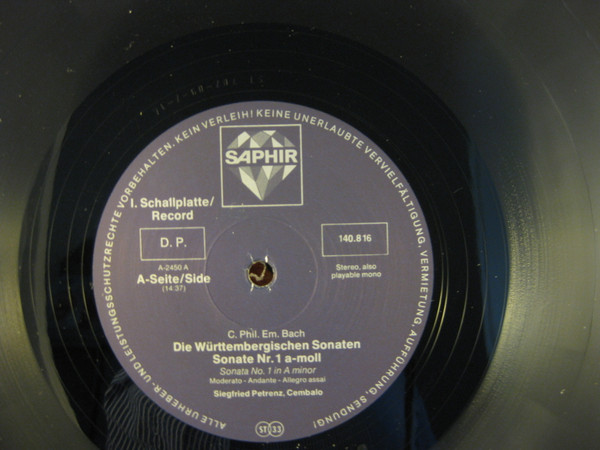 ALLE URHEBER- UND LEISTUNGSSCHUTZRECHTE VORBEHALTEN. KEIN VERLEIH! KEINE UNERLAUBTE VERVIELFÄLTIGUNG, VERMIETUNG, AUFFÜHRUNG, SENDUNG!
SAPHIR
I. Schallplatte/
Record
D. P.
140.816
A-2450 A
A-Seite/Side
(14.37)
Stereo, also
playable mono
C. Phil. Em. Bach
Die Württembergischen Sonaten
Sonate Nr. 1 a-moll
Sonata No. 1 in A minor
Moderato - Andante - Allegro assai
Siegfried Petrenz, Cembalo
ST 33